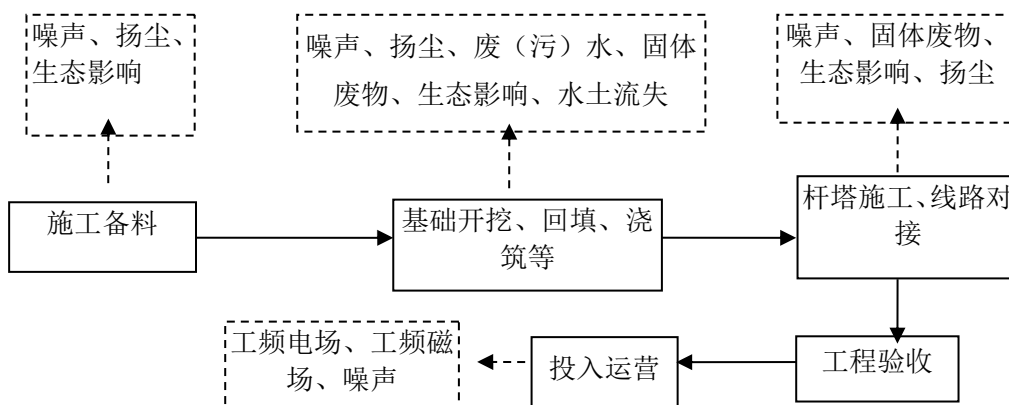 噪声、扬尘、
生态影响
噪声、扬尘、废（污）水、固体
废物、生态影响、水土流失
噪声、固体废物、
生态影响、扬尘
施工备料
基础开挖、回填、浇
筑等
杆塔施工、线路对
接
工频电场、工频磁
场、噪声
投入运营
工程验收